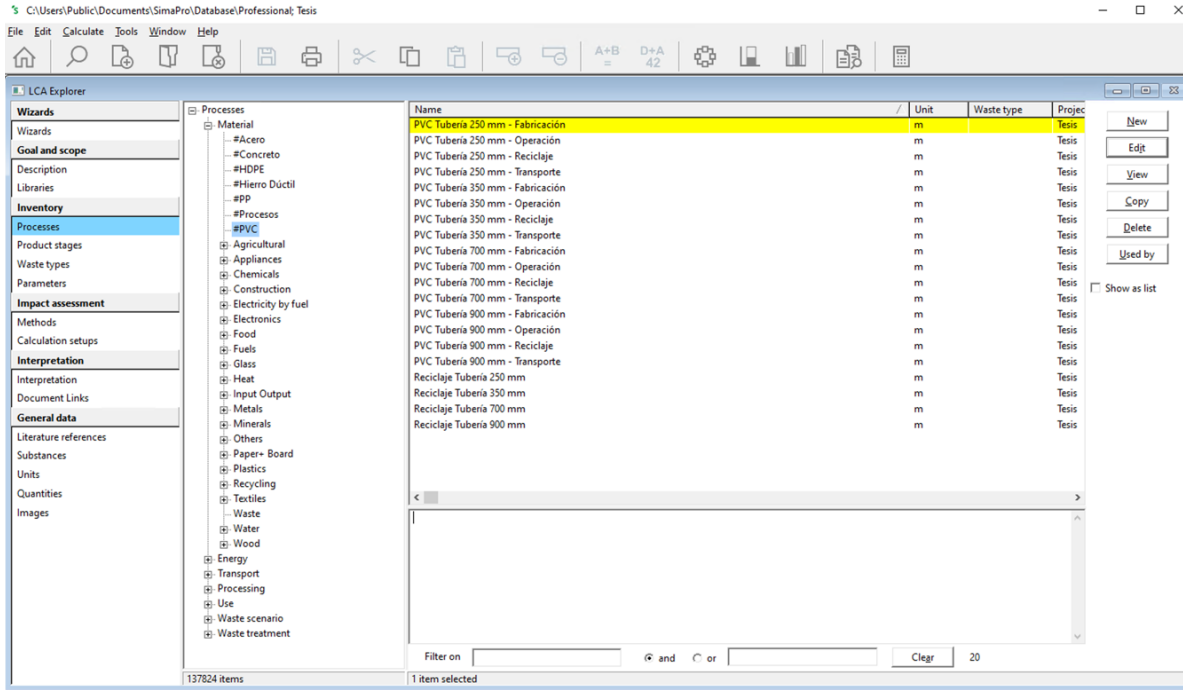 C:\Users\Public\Documents\SimaPro\Database\Professional; Tesis
File Edit Calculate Tools Window Help
A+B
=
D+A
42
LCA Explorer
Wizards
Wizards
Goal and scope
Description
Libraries
Inventory
Processes
Product stages
Waste types
Parameters
Impact assessment
Methods
Calculation setups
Interpretation
Interpretation
Document Links
General data
Literature references
Substances
Units
Quantities
Images
Processes
Material
#Acero
#Concreto
#HDPE
#Hierro Dúctil
#PP
#Procesos
#PVC
Agricultural
Appliances
Chemicals
Construction
Electricity by fuel
Electronics
Food
Fuels
Glass
Heat
Input Output
Metals
Minerals
Others
Paper+ Board
Plastics
Recycling
Textiles
Waste
Water
Wood
Energy
Transport
Processing
Use
Waste scenario
Waste treatment
137824 items
Name / Unit Waste type Projec
PVC Tubería 250 mm - Fabricación m Tesis
PVC Tubería 250 mm - Operación m Tesis
PVC Tubería 250 mm - Reciclaje m Tesis
PVC Tubería 250 mm - Transporte m Tesis
PVC Tubería 350 mm - Fabricación m Tesis
PVC Tubería 350 mm - Operación m Tesis
PVC Tubería 350 mm - Reciclaje m Tesis
PVC Tubería 350 mm - Transporte m Tesis
PVC Tubería 700 mm - Fabricación m Tesis
PVC Tubería 700 mm - Operación m Tesis
PVC Tubería 700 mm - Reciclaje m Tesis
PVC Tubería 700 mm - Transporte m Tesis
PVC Tubería 900 mm - Fabricación m Tesis
PVC Tubería 900 mm - Operación m Tesis
PVC Tubería 900 mm - Reciclaje m Tesis
PVC Tubería 900 mm - Transporte m Tesis
Reciclaje Tubería 250 mm m Tesis
Reciclaje Tubería 350 mm m Tesis
Reciclaje Tubería 700 mm m Tesis
Reciclaje Tubería 900 mm m Tesis
Filter on and or Clear 20
1 item selected
New
Edit
View
Copy
Delete
Used by
Show as list